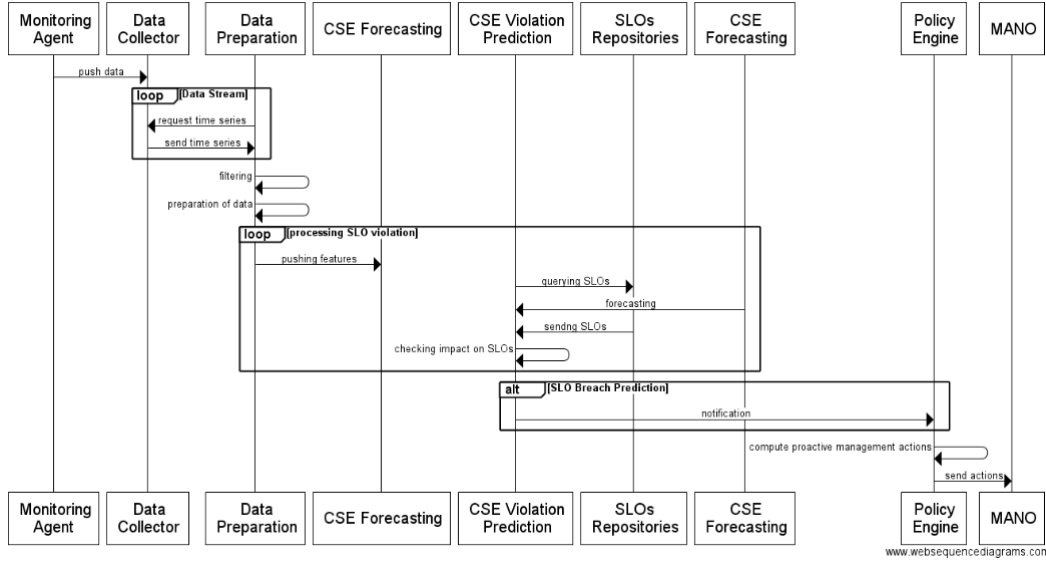 Monitoring
Agent
Data
Collector
Data
Preparation
CSE Forecasting
CSE Violation
Prediction
SLOs
Repositories
CSE
Forecasting
Policy
Engine
MANO
push data
loop [Data Stream]
request time series
send time series
filtering
preparation of data
loop [processing SLO violation]
pushing features
querying SLOs
forecasting
sendng SLOs
checking impact on SLOs
alt [SLO Breach Prediction]
notification
compute proactive management actions
send actions
Monitoring
Agent
Data
Collector
Data
Preparation
CSE Forecasting
CSE Violation
Prediction
SLOs
Repositories
CSE
Forecasting
Policy
Engine
MANO
www.websequencediagrams.com